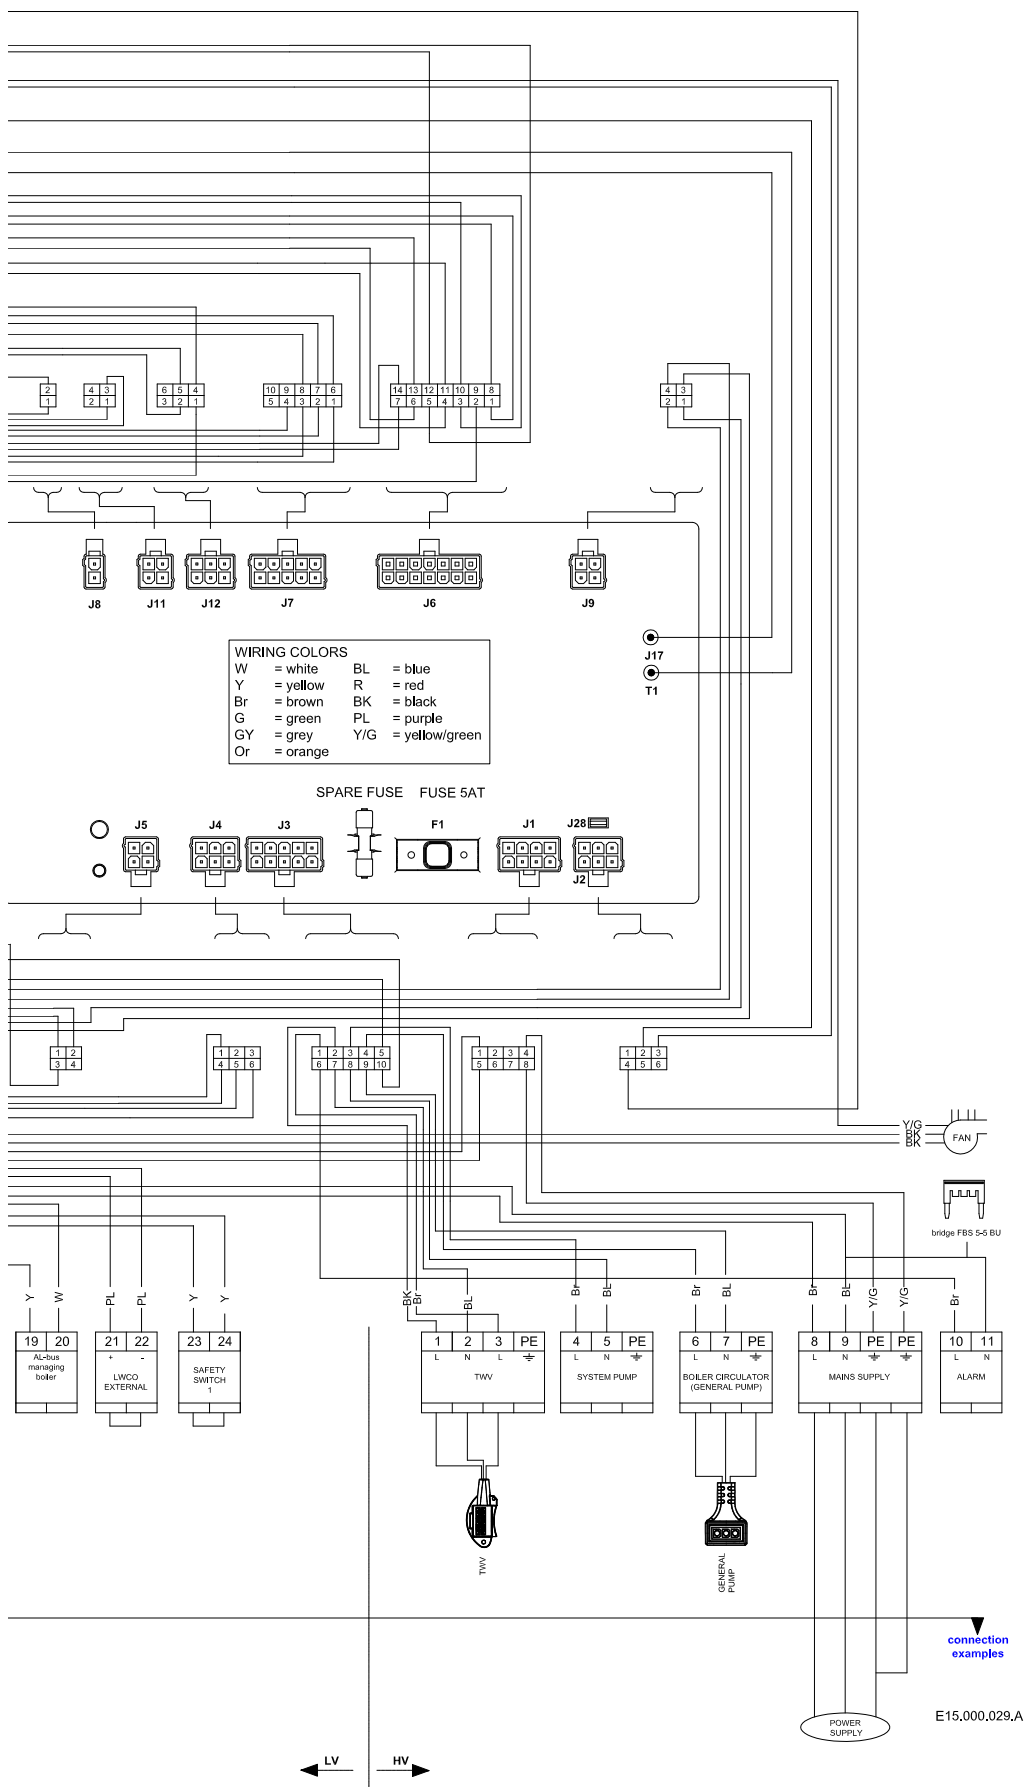 2
1
4 3
2 1
6 5 4
3 2 1
10 9 8 7 6
5 4 3 2 1
14 13 12 11 10 9 8
7 6 5 4 3 2 1
4 3
2 1
J8
J11
J12
J7
J6
J9
J17
T1
WIRING COLORS
W = white BL = blue
Y = yellow R = red
Br = brown BK = black
G = green PL = purple
GY = grey Y/G = yellow/green
Or = orange
SPARE FUSE FUSE 5AT
J5
J4
J3
F1
J1
J28
J2
1 2
3 4
1 2 3
4 5 6
1 2 3 4 5
6 7 8 9 10
1 2 3 4
5 6 7 8
1 2 3
4 5 6
Y/G
BK
BK
FAN
bridge FBS 5-5 BU
Y
W
PL
PL
Y
Y
BK
Br
BL
Br
BL
Br
BL
Br
BL
Y/G
Y/G
Br
19 20
AL-bus
managing
boiler
21 22
+ -
LWCO
EXTERNAL
23 24
SAFETY
SWITCH
1
1 2 3 PE
L N L
TWV
4 5 PE
L N
SYSTEM PUMP
6 7 PE
L N
BOILER CIRCULATOR
(GENERAL PUMP)
8 9 PE PE
L N
MAINS SUPPLY
10 11
L N
ALARM
TWV
GENERAL
PUMP
connection
examples
POWER
SUPPLY
E15.000.029.A
LV HV